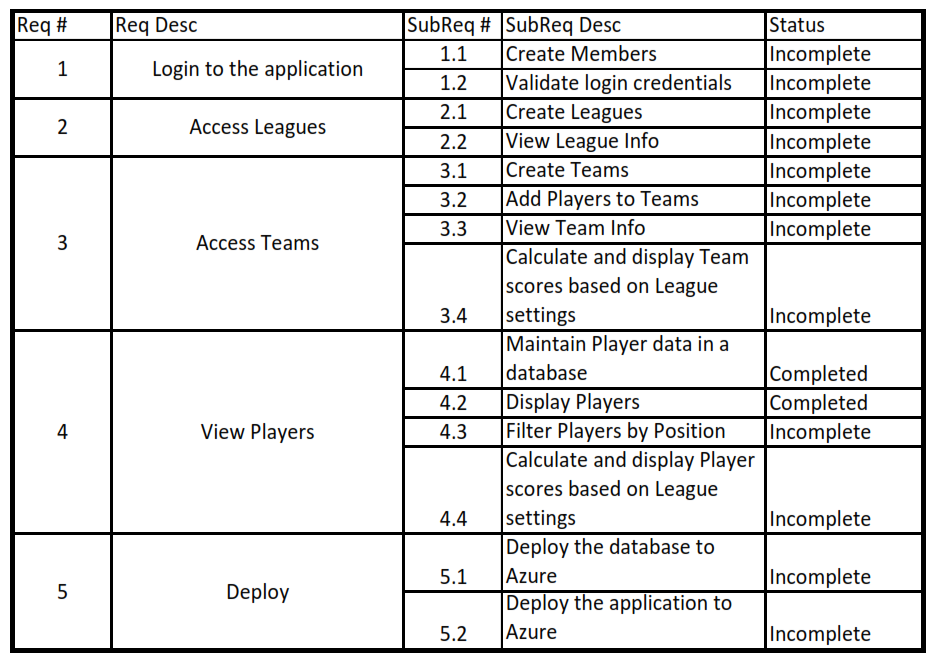 Req # Req Desc SubReq # SubReq Desc Status
1 Login to the application 1.1 Create Members Incomplete
1.2 Validate login credentials Incomplete
2 Access Leagues 2.1 Create Leagues Incomplete
2.2 View League Info Incomplete
3 Access Teams 3.1 Create Teams Incomplete
3.2 Add Players to Teams Incomplete
3.3 View Team Info Incomplete
Calculate and display Team
scores based on League
3.4 settings Incomplete
4 View Players Maintain Player data in a
4.1 database Completed
4.2 Display Players Completed
4.3 Filter Players by Position Incomplete
Calculate and display Player
scores based on League
4.4 settings Incomplete
5 Deploy Deploy the database to
5.1 Azure Incomplete
Deploy the application to
5.2 Azure Incomplete